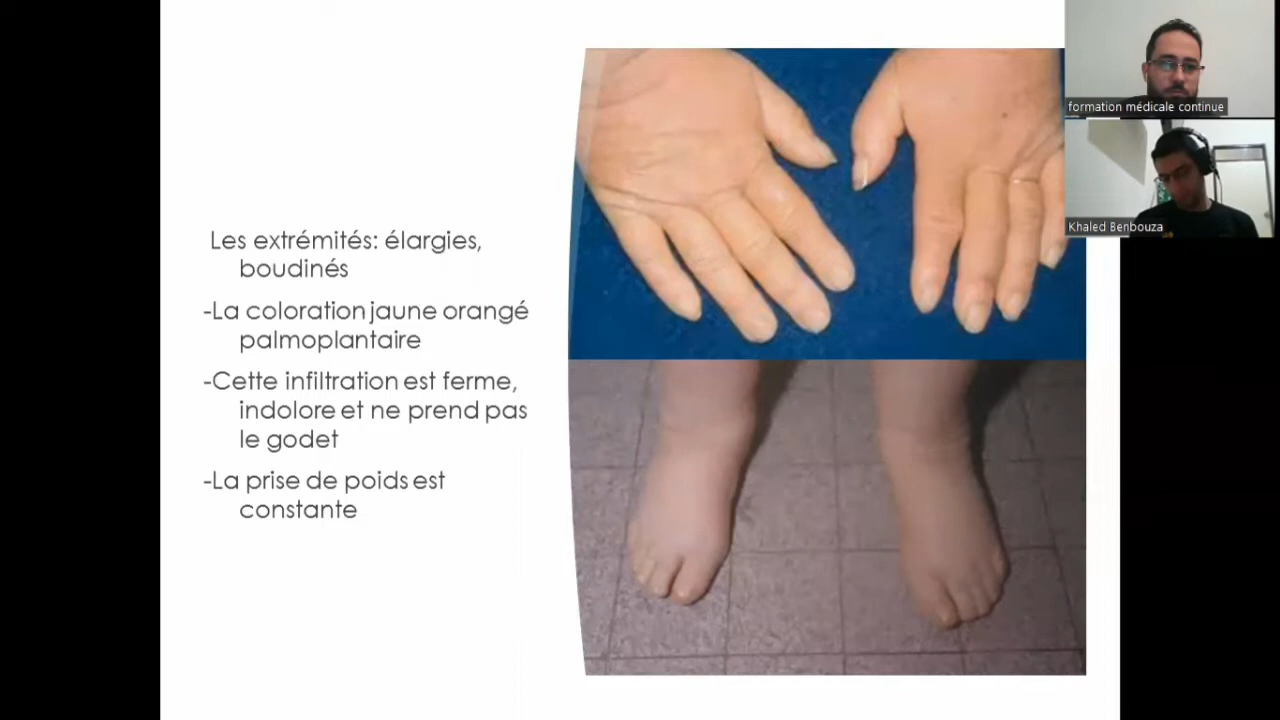 Les extrémités: élargies,
boudinés
-La coloration jaune orangé
palmoplantaire
-Cette infiltration est ferme,
indolore et ne prend pas
le godet
-La prise de poids est
constante
formation médicale continue
Khaled Benbouza